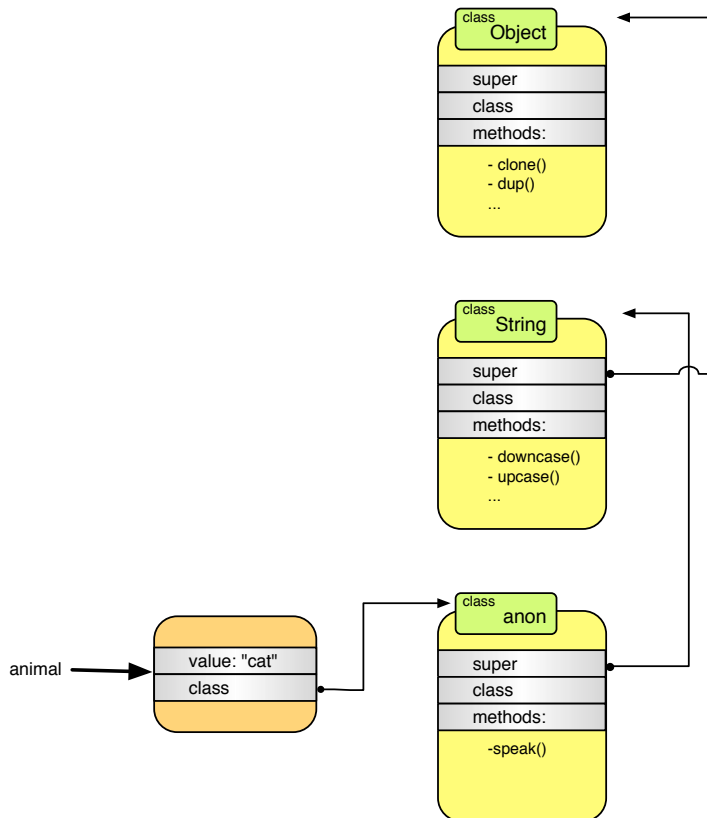 class
Object
super
class
methods:
- clone()
- dup()
...
class
String
super
class
methods:
- downcase()
- upcase()
...
animal
value: "cat"
class
class
anon
super
class
methods:
-speak()